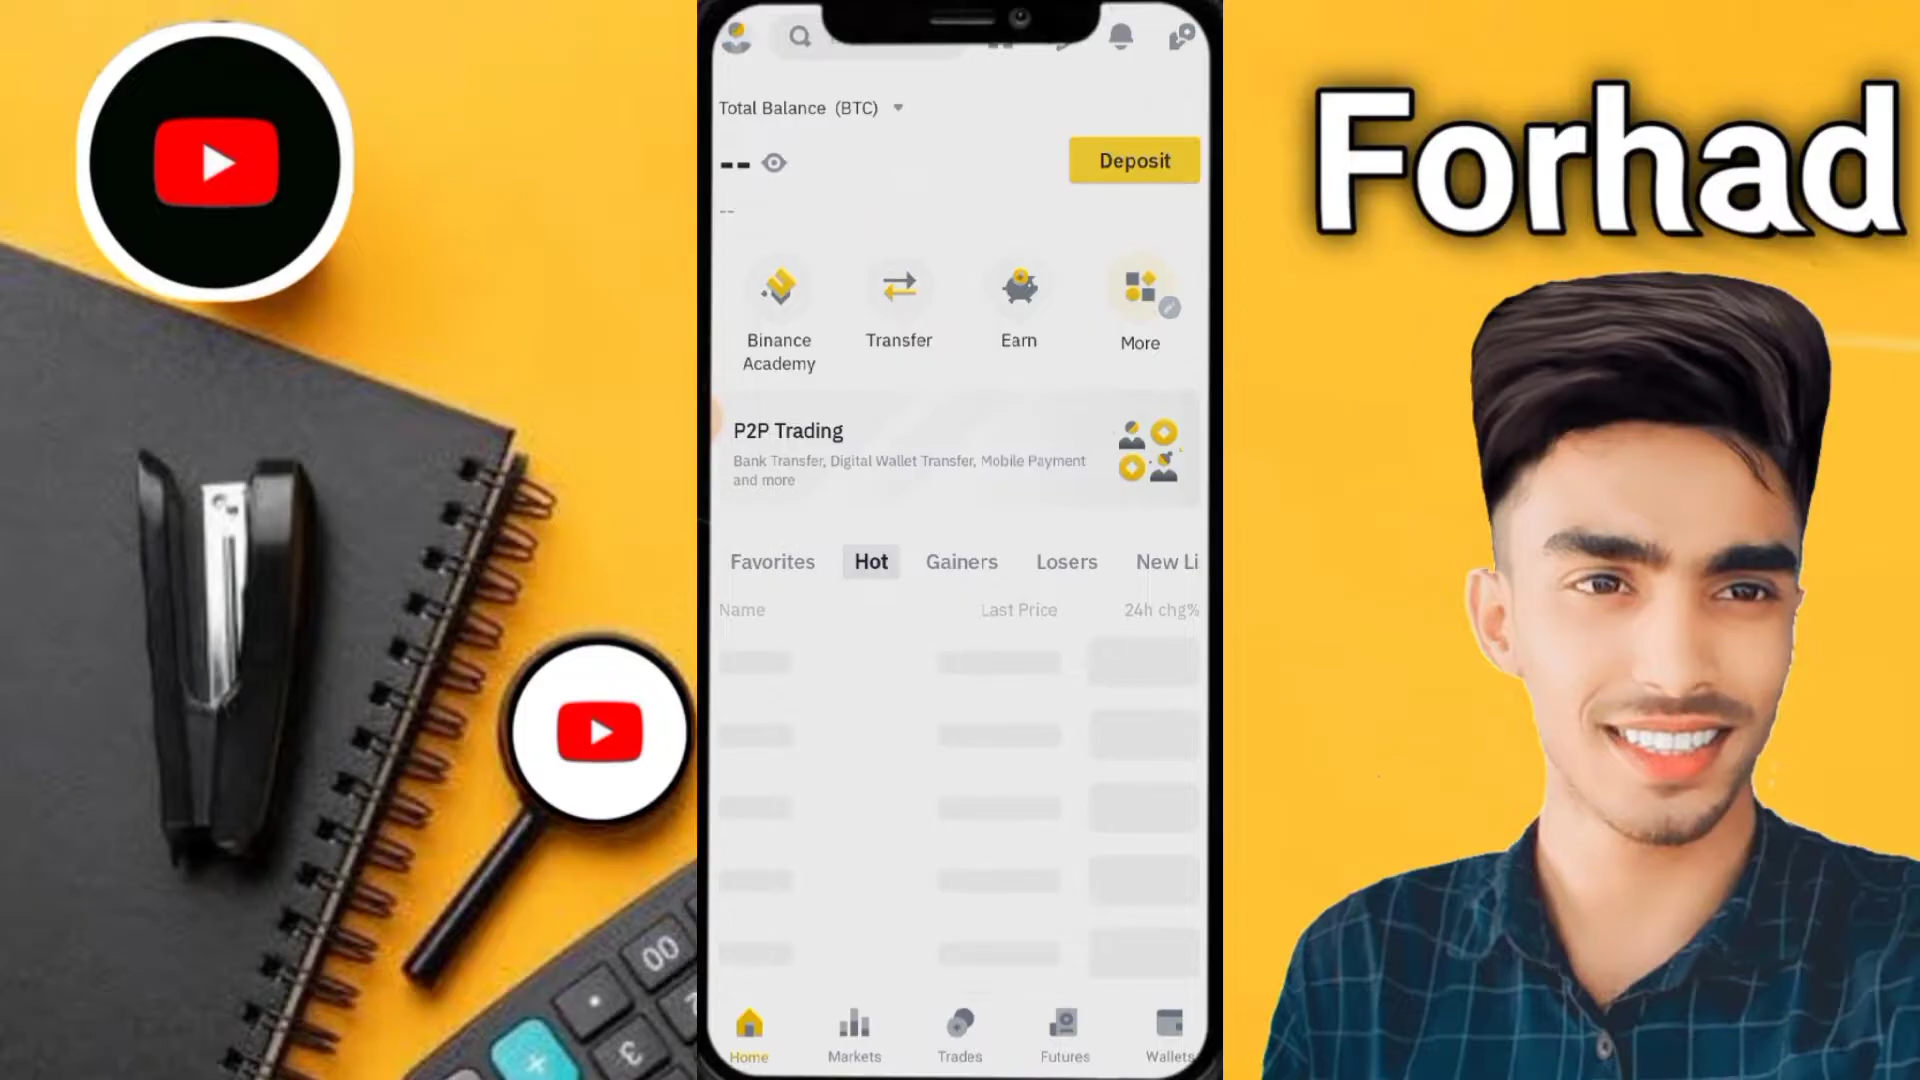 Forhad
Total Balance (BTC)
--
Deposit
--
Binance
Academy
Transfer
Earn
More
P2P Trading
Bank Transfer, Digital Wallet Transfer, Mobile Payment
and more
Favorites Hot Gainers Losers New Li
Name Last Price 24h chg%
Home Markets Trades Futures Wallets
00
.
+
3